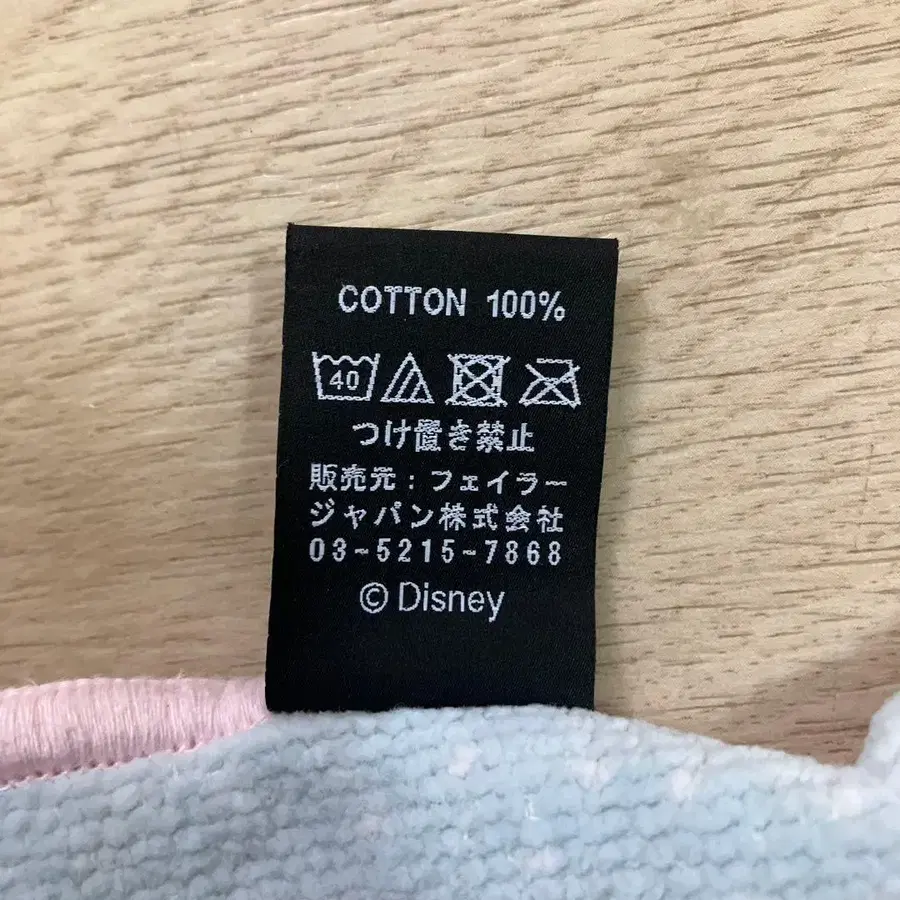 COTTON 100%
40
つけ置き禁止
販売元：フェイラー
ジャパン株式会社
03-5215-7868
© Disney